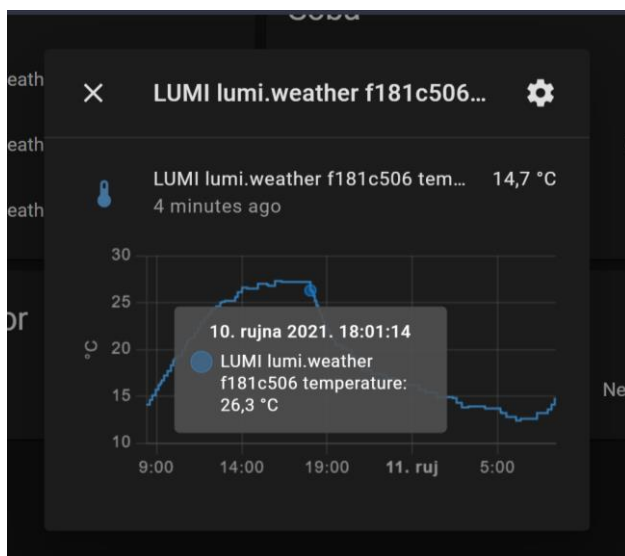 Soba
eath
LUMI lumi.weather f181c506...
eath
LUMI lumi.weather f181c506 tem... 14,7 °C
eath
4 minutes ago
30
or
25
10. rujna 2021. 18:01:14
°C
20
LUMI lumi.weather
f181c506 temperature:
15
26,3 °C
Ne
10
9:00 14:00 19:00 11. ruj 5:00